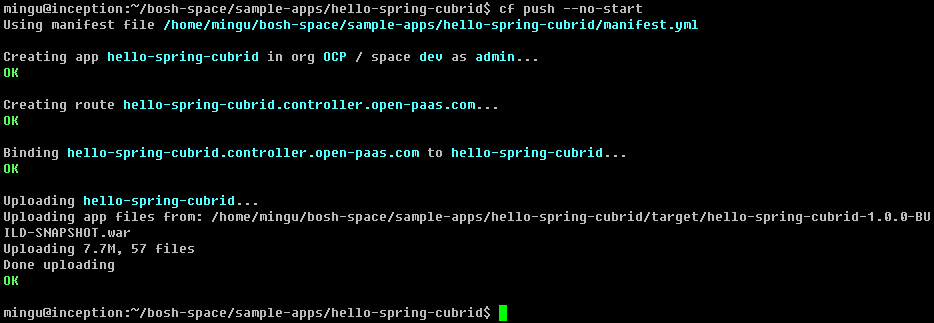 mingu@inception:~/bosh-space/sample-apps/hello-spring-cubrid$ cf push --no-start
Using manifest file /home/mingu/bosh-space/sample-apps/hello-spring-cubrid/manifest.yml
Creating app hello-spring-cubrid in org OCP / space dev as admin...
OK
Creating route hello-spring-cubrid.controller.open-paas.com...
OK
Binding hello-spring-cubrid.controller.open-paas.com to hello-spring-cubrid...
OK
Uploading hello-spring-cubrid...
Uploading app files from: /home/mingu/bosh-space/sample-apps/hello-spring-cubrid/target/hello-spring-cubrid-1.0.0-BU
ILD-SNAPSHOT.war
Uploading 7.7M, 57 files
Done uploading
OK
mingu@inception:~/bosh-space/sample-apps/hello-spring-cubrid$